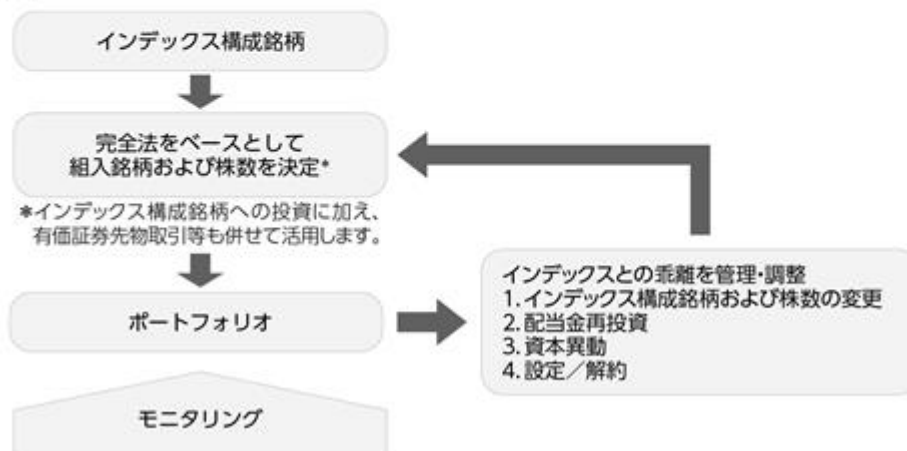 インデックス構成銘柄
完全法をベースとして
組入銘柄および株数を決定*
*インデックス構成銘柄への投資に加え、
有価証券先物取引等も併せて活用します。
ポートフォリオ
インデックスとの乖離を管理・調整
1.インデックス構成銘柄および株数の変更
2.配当金再投資
3.資本異動
4.設定／解約
モニタリング